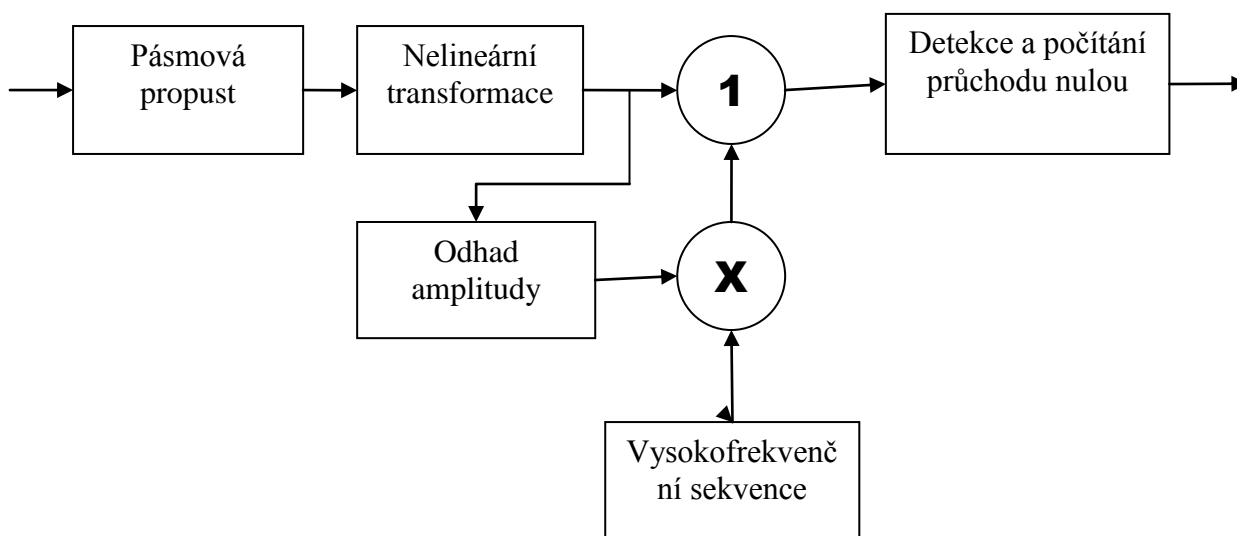 Pásmová
propust
Nelineární
transformace
1
Detekce a počítání
průchodu nulou
Odhad
amplitudy
X
Vysokofrekvenč
ní sekvence